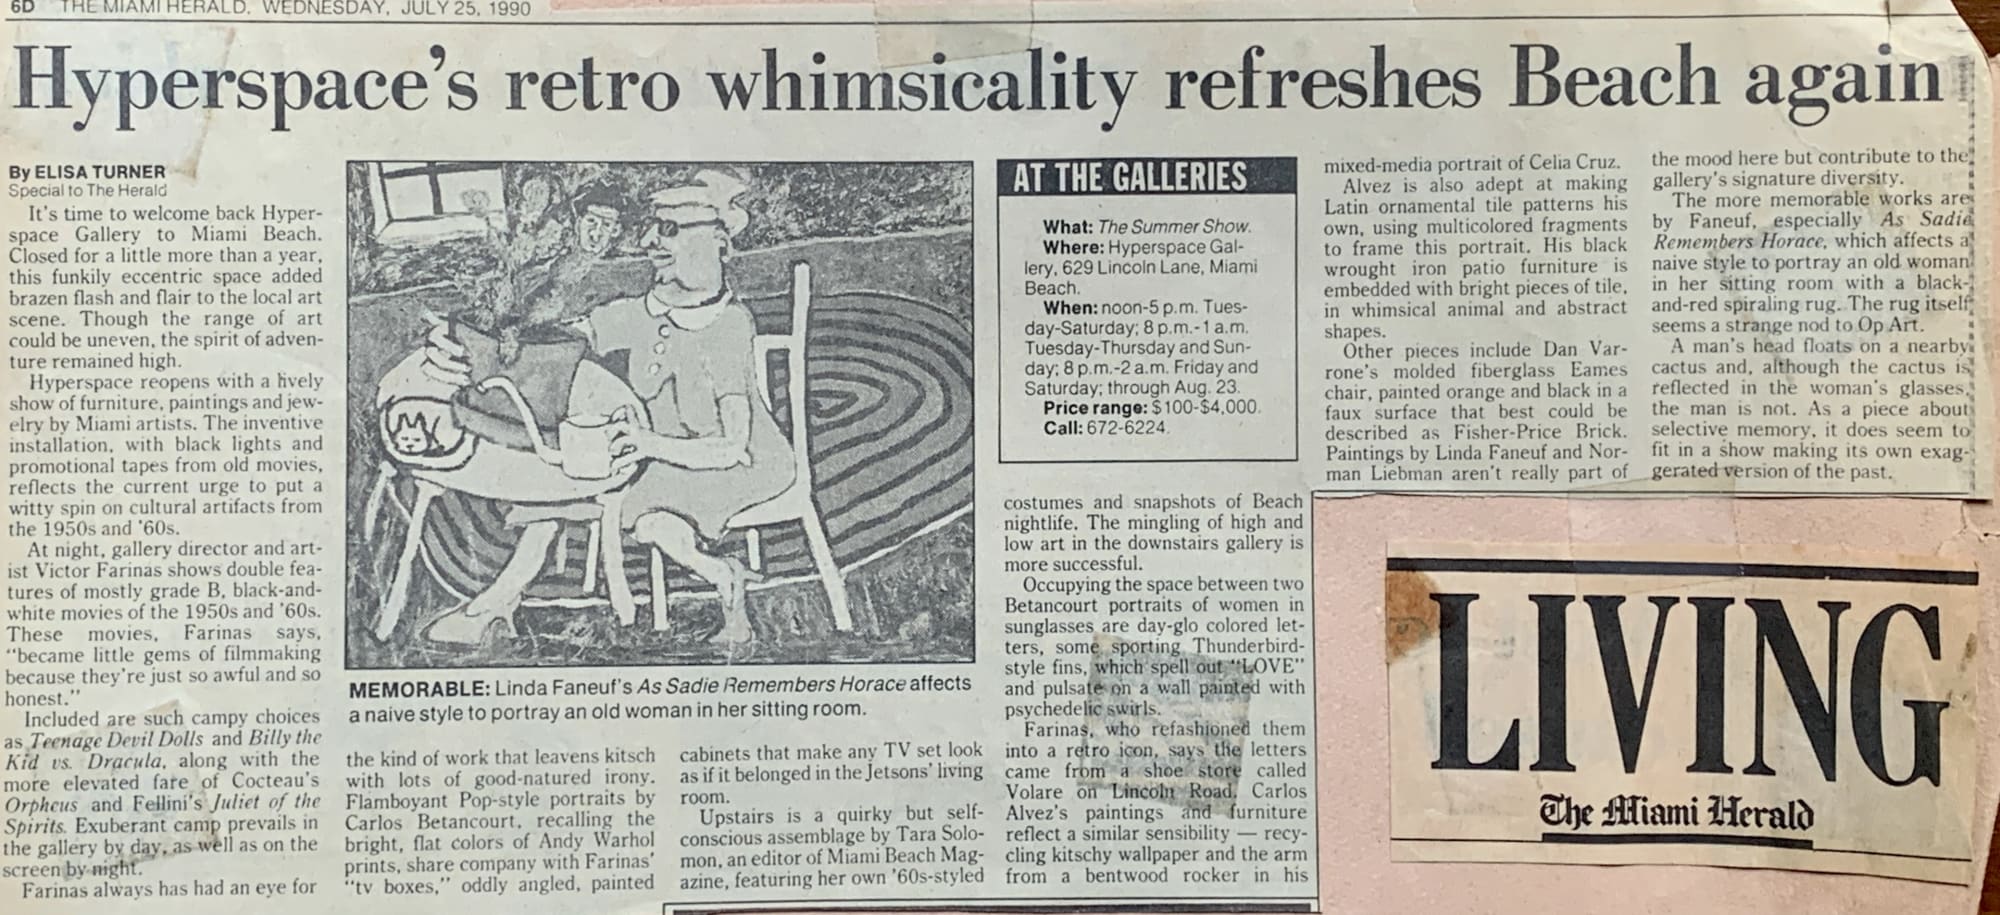 6D THE MIAMI HERALD, WEDNESDAY, JULY 25, 1990
Hyperspace's retro whimsicality refreshes Beach again
By ELISA TURNER
Special to The Herald
It's time to welcome back Hyper-
space Gallery to Miami Beach.
Closed for a little more than a year,
this funkily eccentric space added
brazen flash and flair to the local art
scene. Though the range of art
could be uneven, the spirit of adven-
ture remained high.
Hyperspace reopens with a lively
show of furniture, paintings and jew-
elry by Miami artists. The inventive
installation, with black lights and
promotional tapes from old movies,
reflects the current urge to put a
witty spin on cultural artifacts from
the 1950s and '60s.
At night, gallery director and art-
ist Victor Farinas shows double fea-
tures of mostly grade B, black-and-
white movies of the 1950s and '60s.
These movies, Farinas says,
"became little gems of filmmaking
because they're just so awful and so
honest."
Included are such campy choices
as Teenage Devil Dolls and Billy the
Kid vs. Dracula, along with the
more elevated fare of Cocteau's
Orpheus and Fellini's Juliet of the
Spirits. Exuberant camp prevails in
the gallery by day, as well as on the
screen by night.
Farinas always has had an eye for
MEMORABLE: Linda Faneuf's As Sadie Remembers Horace affects
a naive style to portray an old woman in her sitting room.
the kind of work that leavens kitsch
with lots of good-natured irony.
Flamboyant Pop-style portraits by
Carlos Betancourt, recalling the
bright, flat colors of Andy Warhol
prints, share company with Farinas'
"tv boxes," oddly angled, painted
cabinets that make any TV set look
as if it belonged in the Jetsons' living
room.
Upstairs is a quirky but self-
conscious assemblage by Tara Solo-
mon, an editor of Miami Beach Mag-
azine, featuring her own '60s-styled
AT THE GALLERIES
What: The Summer Show.
Where: Hyperspace Gal-
lery, 629 Lincoln Lane, Miami
Beach.
When: noon-5 p.m. Tues-
day-Saturday; 8 p.m.-1 a.m.
Tuesday-Thursday and Sun-
day; 8 p.m.-2 a.m. Friday and
Saturday; through Aug. 23.
Price range: $100-$4,000.
Call: 672-6224.
costumes and snapshots of Beach
nightlife. The mingling of high and
low art in the downstairs gallery is
more successful.
Occupying the space between two
Betancourt portraits of women in
sunglasses are day-glo colored let-
ters, some sporting Thunderbird-
style fins, which spell out "LOVE"
and pulsate on a wall painted with
psychedelic swirls.
Farinas, who refashioned them
into a retro icon, says the letters
came from a shoe store called
Volare on Lincoln Road. Carlos
Alvez's paintings and furniture
reflect a similar sensibility — recy-
cling kitschy wallpaper and the arm
from a bentwood rocker in his
mixed-media portrait of Celia Cruz.
Alvez is also adept at making
Latin ornamental tile patterns his
own, using multicolored fragments
to frame this portrait. His black
wrought iron patio furniture is
embedded with bright pieces of tile,
in whimsical animal and abstract
shapes.
Other pieces include Dan Var-
rone's molded fiberglass Eames
chair, painted orange and black in a
faux surface that best could be
described as Fisher-Price Brick.
Paintings by Linda Faneuf and Nor-
man Liebman aren't really part of
the mood here but contribute to the
gallery's signature diversity.
The more memorable works are
by Faneuf, especially As Sadie
Remembers Horace, which affects a
naive style to portray an old woman
in her sitting room with a black-
and-red spiraling rug. The rug itself
seems a strange nod to Op Art.
A man's head floats on a nearby
cactus and, although the cactus is
reflected in the woman's glasses,
the man is not. As a piece about
selective memory, it does seem to
fit in a show making its own exag-
gerated version of the past.
LIVING
The Miami Herald